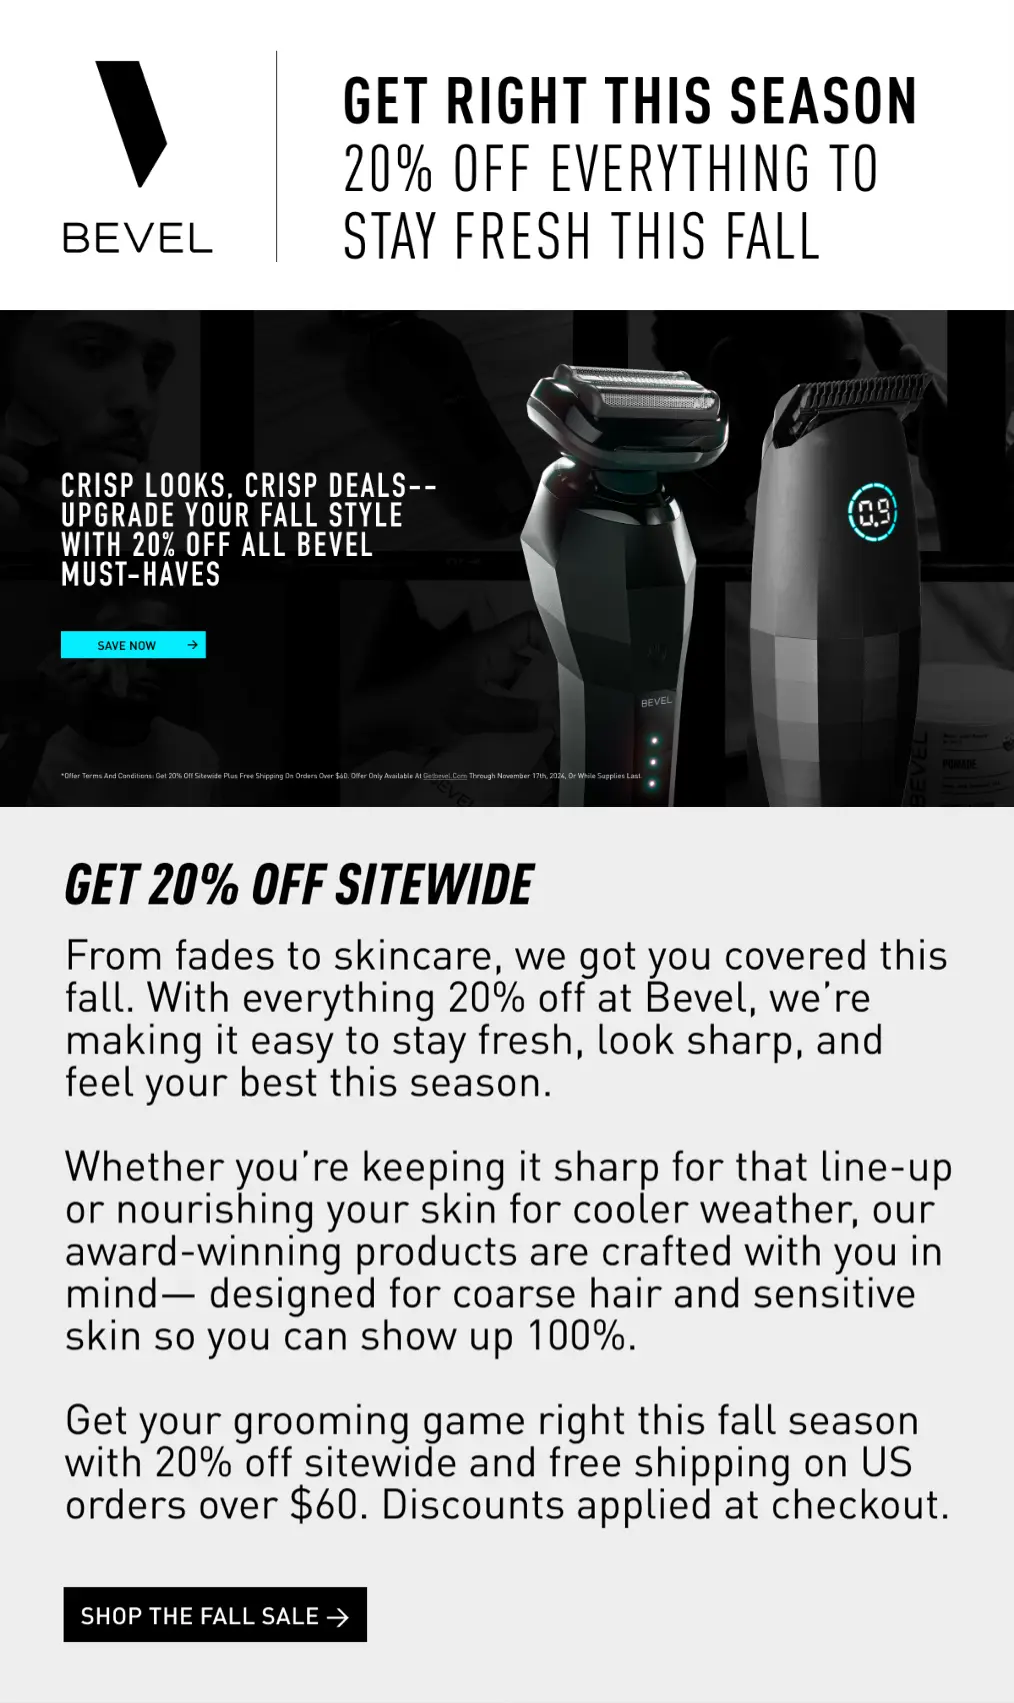 BEVEL
GET RIGHT THIS SEASON
20% OFF EVERYTHING TO
STAY FRESH THIS FALL
CRISP LOOKS, CRISP DEALS--
UPGRADE YOUR FALL STYLE
WITH 20% OFF ALL BEVEL
MUST-HAVES
SAVE NOW →
0.9
BEVEL
*Offer Terms And Conditions: Get 20% Off Sitewide Plus Free Shipping On Orders Over $60. Offer Only Available At Getbevel.Com Through November 17th, 2024, Or While Supplies Last.
BEVEL
BEVEL
POMADE
GET 20% OFF SITEWIDE
From fades to skincare, we got you covered this
fall. With everything 20% off at Bevel, we’re
making it easy to stay fresh, look sharp, and
feel your best this season.
Whether you’re keeping it sharp for that line-up
or nourishing your skin for cooler weather, our
award-winning products are crafted with you in
mind— designed for coarse hair and sensitive
skin so you can show up 100%.
Get your grooming game right this fall season
with 20% off sitewide and free shipping on US
orders over $60. Discounts applied at checkout.
SHOP THE FALL SALE →